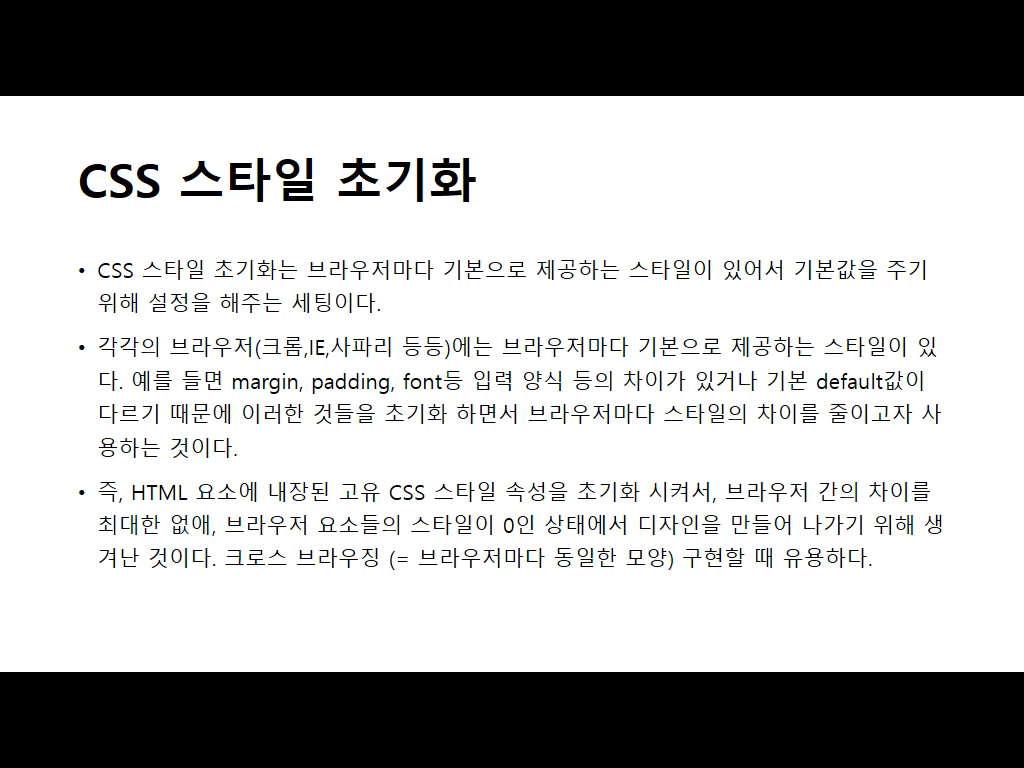 CSS 스타일 초기화
• CSS 스타일 초기화는 브라우저마다 기본으로 제공하는 스타일이 있어서 기본값을 주기
위해 설정을 해주는 세팅이다.
• 각각의 브라우저(크롬,IE,사파리 등등)에는 브라우저마다 기본으로 제공하는 스타일이 있
다. 예를 들면 margin, padding, font등 입력 양식 등의 차이가 있거나 기본 default값이
다르기 때문에 이러한 것들을 초기화 하면서 브라우저마다 스타일의 차이를 줄이고자 사
용하는 것이다.
• 즉, HTML 요소에 내장된 고유 CSS 스타일 속성을 초기화 시켜서, 브라우저 간의 차이를
최대한 없애, 브라우저 요소들의 스타일이 0인 상태에서 디자인을 만들어 나가기 위해 생
겨난 것이다. 크로스 브라우징 (= 브라우저마다 동일한 모양) 구현할 때 유용하다.